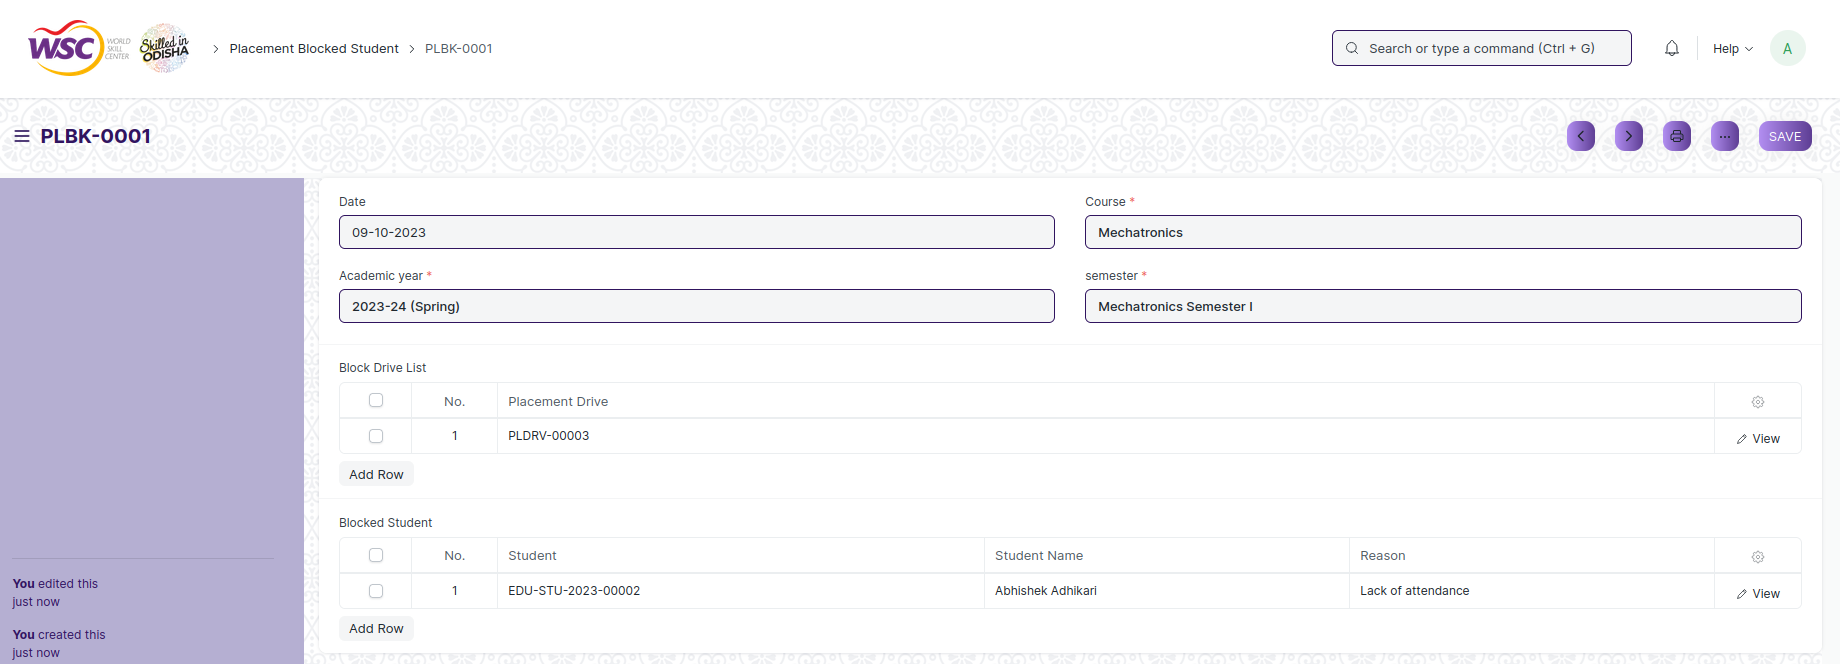 WSC WORLD SKILL CENTER
Skilled in ODISHA
Placement Blocked Student
PLBK-0001
Search or type a command (Ctrl + G)
Help
A
PLBK-0001
SAVE
Date
Course *
09-10-2023
Mechatronics
Academic year *
semester *
2023-24 (Spring)
Mechatronics Semester I
Block Drive List
No. Placement Drive
1 PLDRV-00003 View
Add Row
Blocked Student
No. Student Student Name Reason
1 EDU-STU-2023-00002 Abhishek Adhikari Lack of attendance View
Add Row
You edited this
just now
You created this
just now